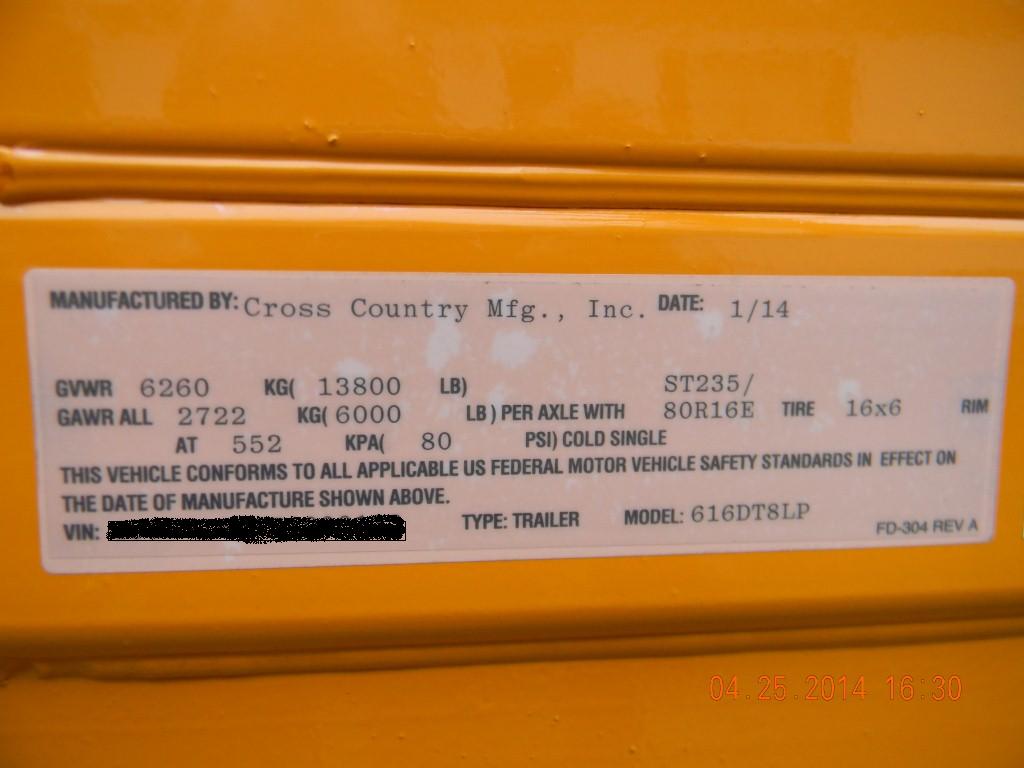 MANUFACTURED BY: Cross Country Mfg., Inc. DATE: 1/14
GVWR 6260 KG( 13800 LB) ST235/
GAWR ALL 2722 KG( 6000 LB) PER AXLE WITH 80R16E TIRE 16x6 RIM
AT 552 KPA( 80 PSI) COLD SINGLE
THIS VEHICLE CONFORMS TO ALL APPLICABLE US FEDERAL MOTOR VEHICLE SAFETY STANDARDS IN EFFECT ON
THE DATE OF MANUFACTURE SHOWN ABOVE.
VIN: TYPE: TRAILER MODEL: 616DT8LP FD-304 REV A
04.25.2014 16:30